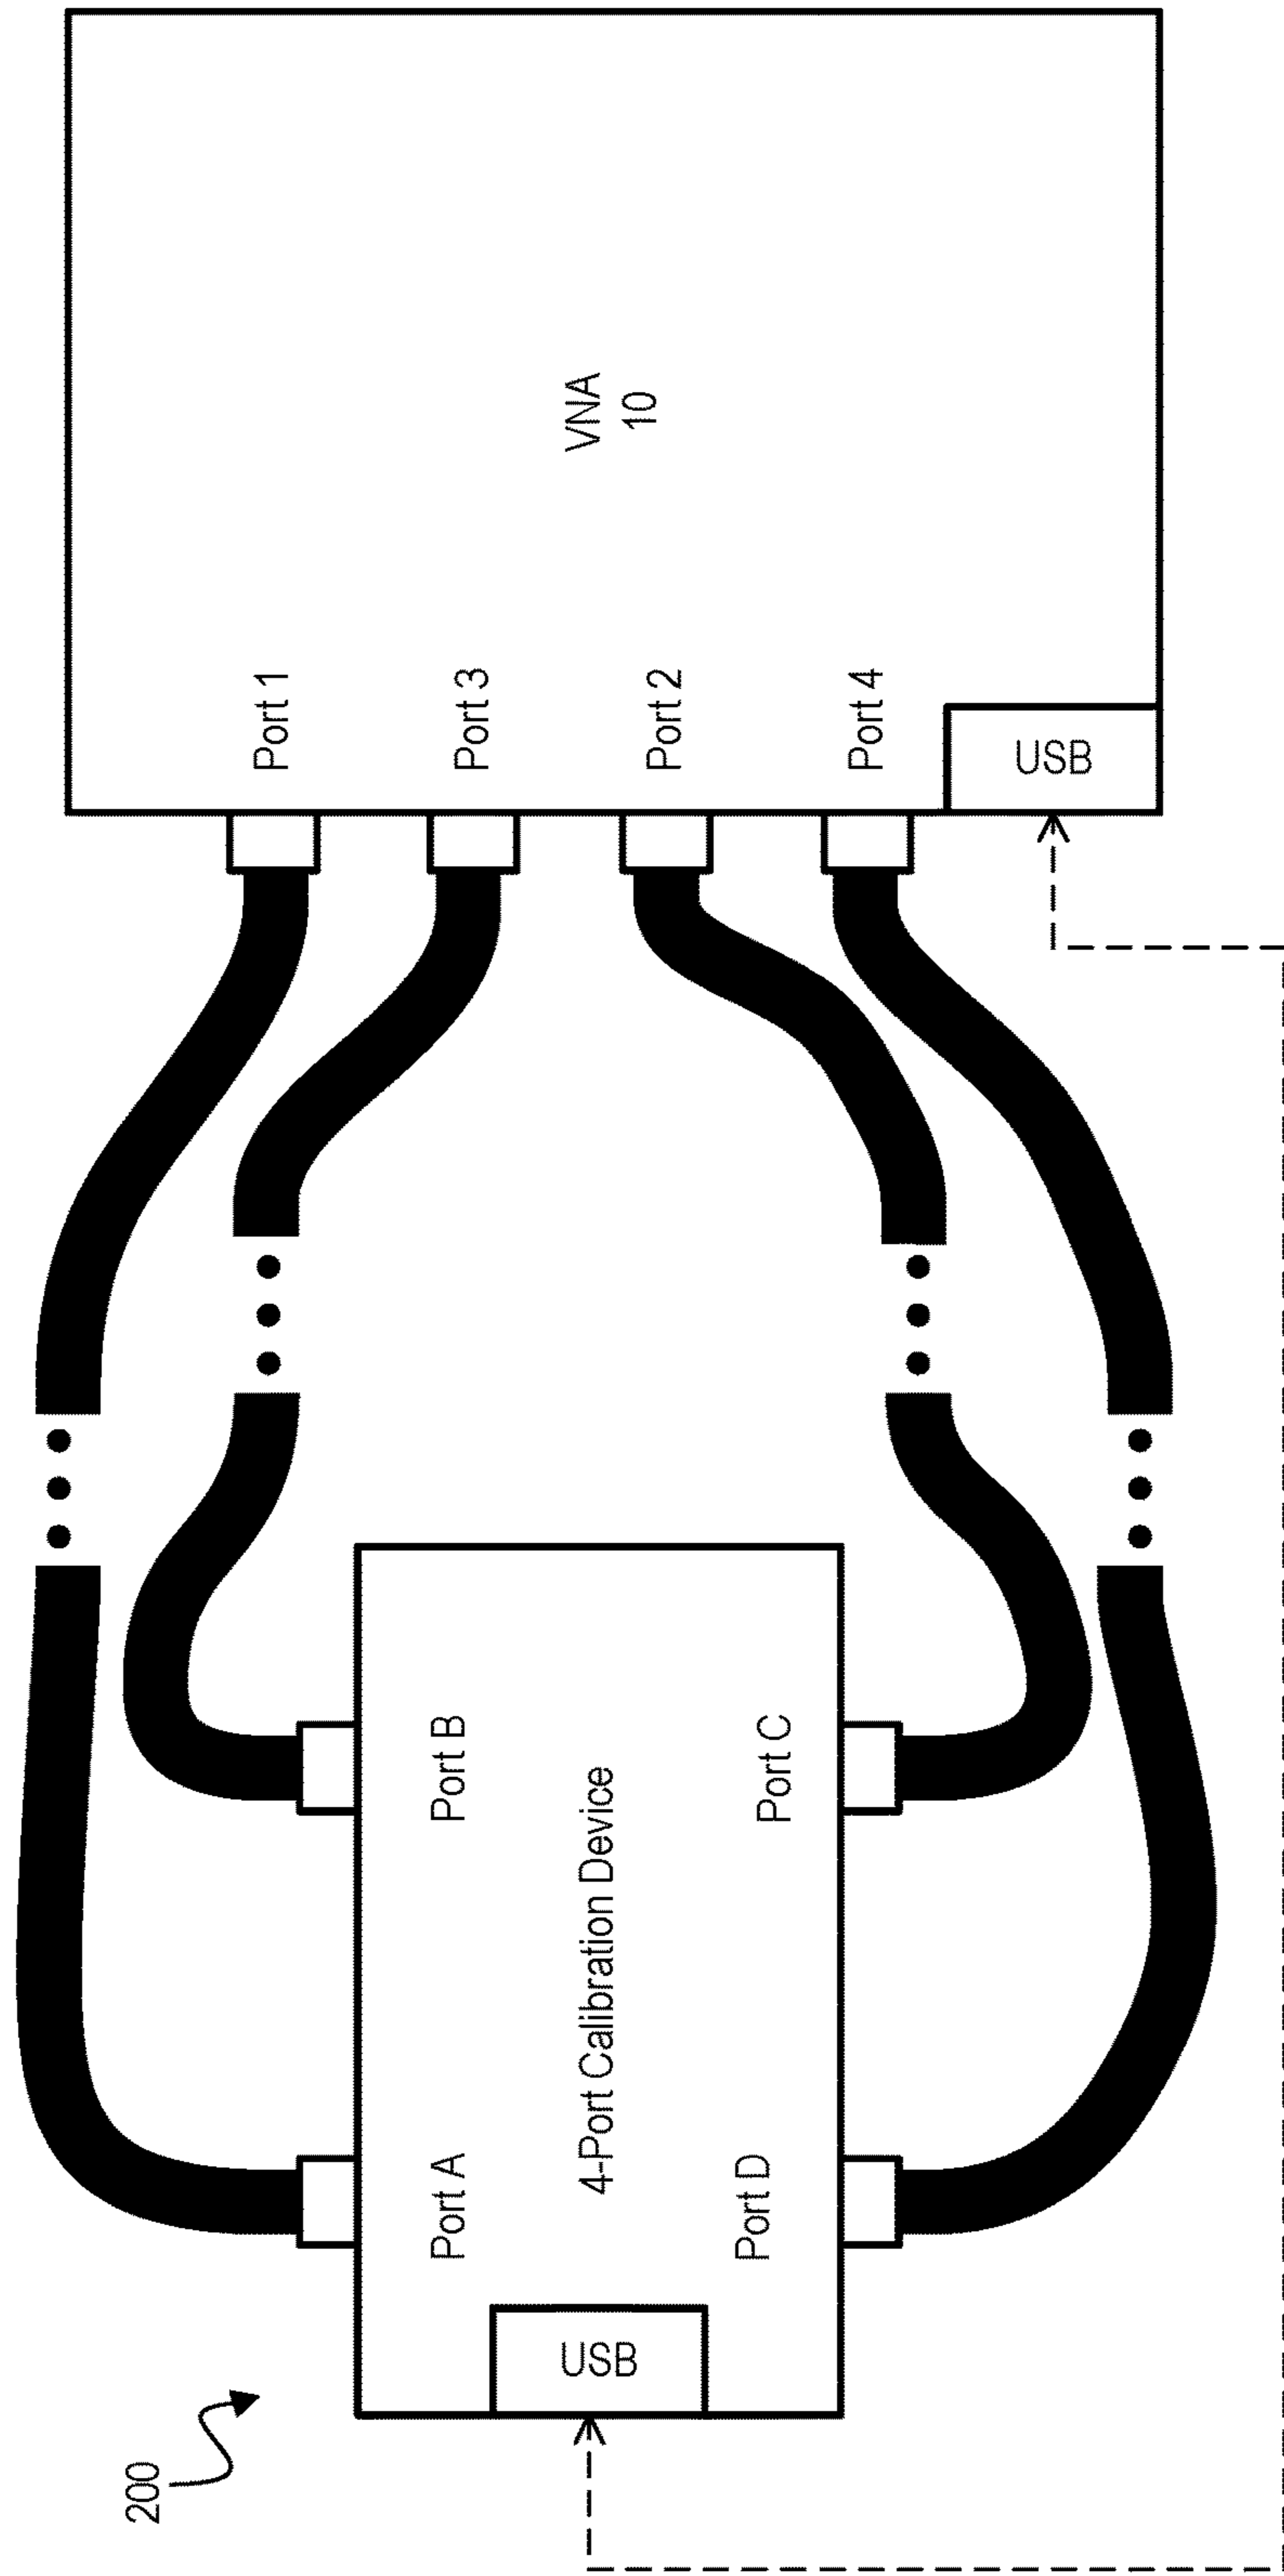 200
USB
Port A
Port B
4-Port Calibration Device
Port D
Port C
Port 1
Port 3
VNA
10
Port 2
Port 4
USB